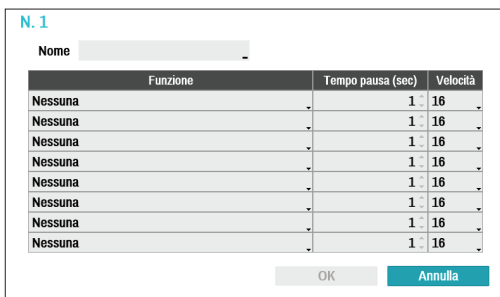 N. 1
Nome
Funzione Tempo pausa (sec) Velocità
Nessuna 1 16
Nessuna 1 16
Nessuna 1 16
Nessuna 1 16
Nessuna 1 16
Nessuna 1 16
Nessuna 1 16
Nessuna 1 16
OK Annulla